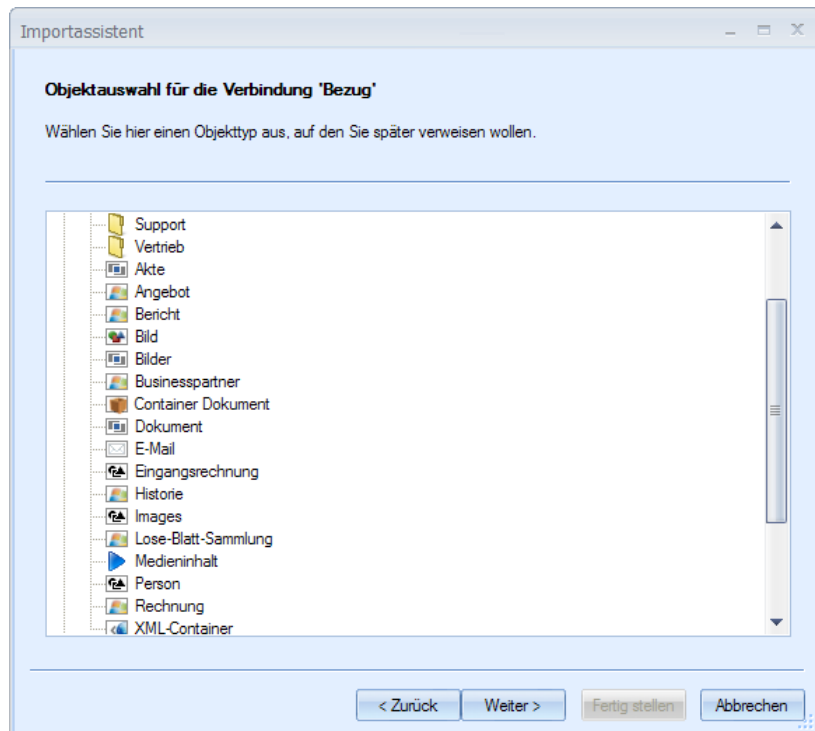 Importassistent
Objektauswahl für die Verbindung 'Bezug'
Wählen Sie hier einen Objekttyp aus, auf den Sie später verweisen wollen.
Support
Vertrieb
Akte
Angebot
Bericht
Bild
Bilder
Businesspartner
Container Dokument
Dokument
E-Mail
Eingangsrechnung
Historie
Images
Lose-Blatt-Sammlung
Medieninhalt
Person
Rechnung
XML-Container
< Zurück Weiter > Fertig stellen Abbrechen